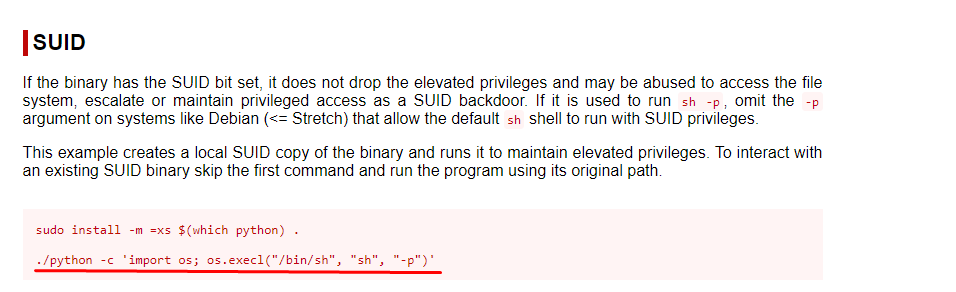 SUID
If the binary has the SUID bit set, it does not drop the elevated privileges and may be abused to access the file
system, escalate or maintain privileged access as a SUID backdoor. If it is used to run sh -p, omit the -p
argument on systems like Debian (<= Stretch) that allow the default sh shell to run with SUID privileges.
This example creates a local SUID copy of the binary and runs it to maintain elevated privileges. To interact with
an existing SUID binary skip the first command and run the program using its original path.
sudo install -m =xs $(which python) .
./python -c 'import os; os.execl("/bin/sh", "sh", "-p")'